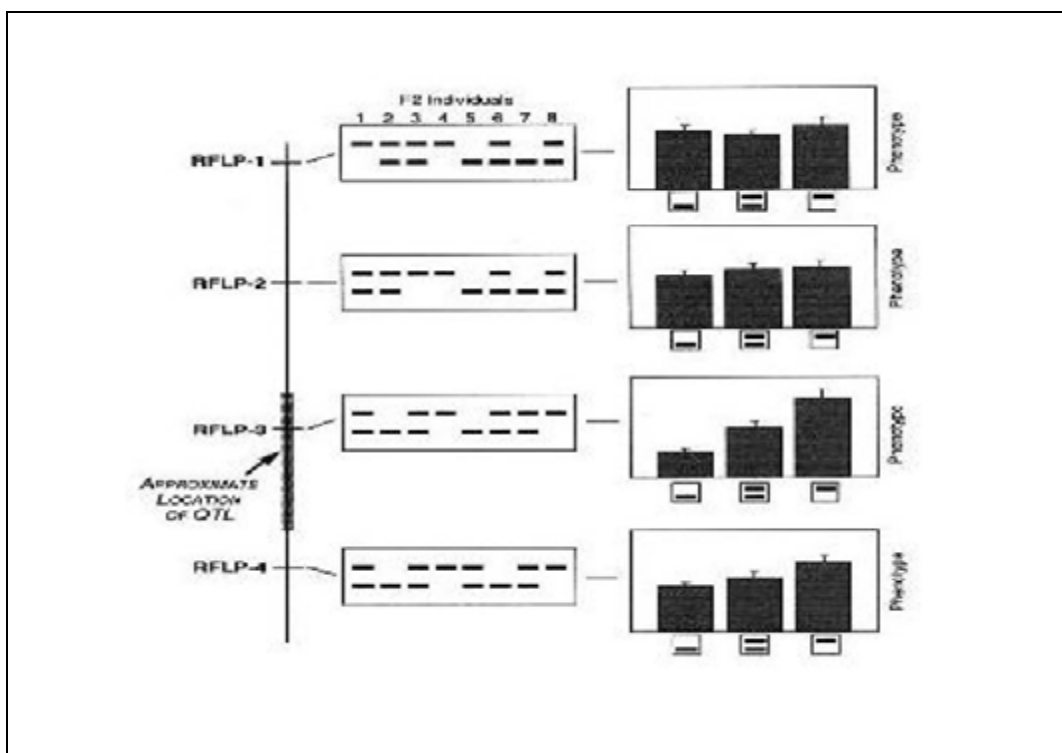 F2 Individuals
1 2 3 4 5 6 7 8
RFLP-1
Phenotype
RFLP-2
Phenotype
RFLP-3
Phenotype
APPROXIMATE
LOCATION
OF QTL
RFLP-4
Phenotype